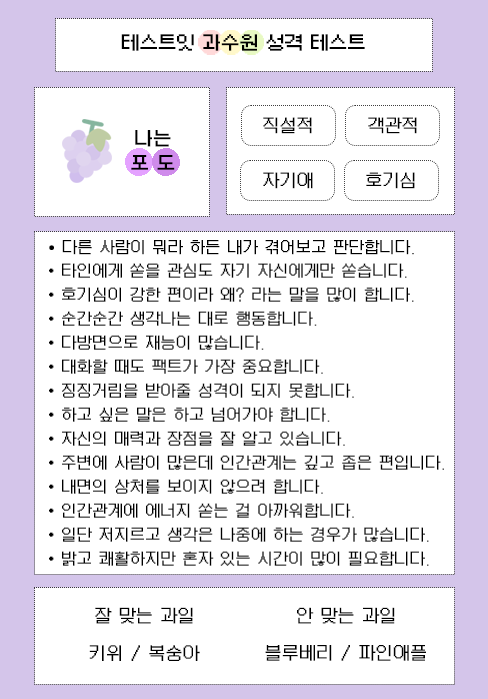 테스트잇 과수원 성격 테스트
나는
포도
직설적 객관적
자기애 호기심
• 다른 사람이 뭐라 하든 내가 겪어보고 판단합니다.
• 타인에게 쏟을 관심도 자기 자신에게만 쏟습니다.
• 호기심이 강한 편이라 왜? 라는 말을 많이 합니다.
• 순간순간 생각나는 대로 행동합니다.
• 다방면으로 재능이 많습니다.
• 대화할 때도 팩트가 가장 중요합니다.
• 징징거림을 받아줄 성격이 되지 못합니다.
• 하고 싶은 말은 하고 넘어가야 합니다.
• 자신의 매력과 장점을 잘 알고 있습니다.
• 주변에 사람이 많은데 인간관계는 깊고 좁은 편입니다.
• 내면의 상처를 보이지 않으려 합니다.
• 인간관계에 에너지 쏟는 걸 아까워합니다.
• 일단 저지르고 생각은 나중에 하는 경우가 많습니다.
• 밝고 쾌활하지만 혼자 있는 시간이 많이 필요합니다.
잘 맞는 과일
키위 / 복숭아
안 맞는 과일
블루베리 / 파인애플